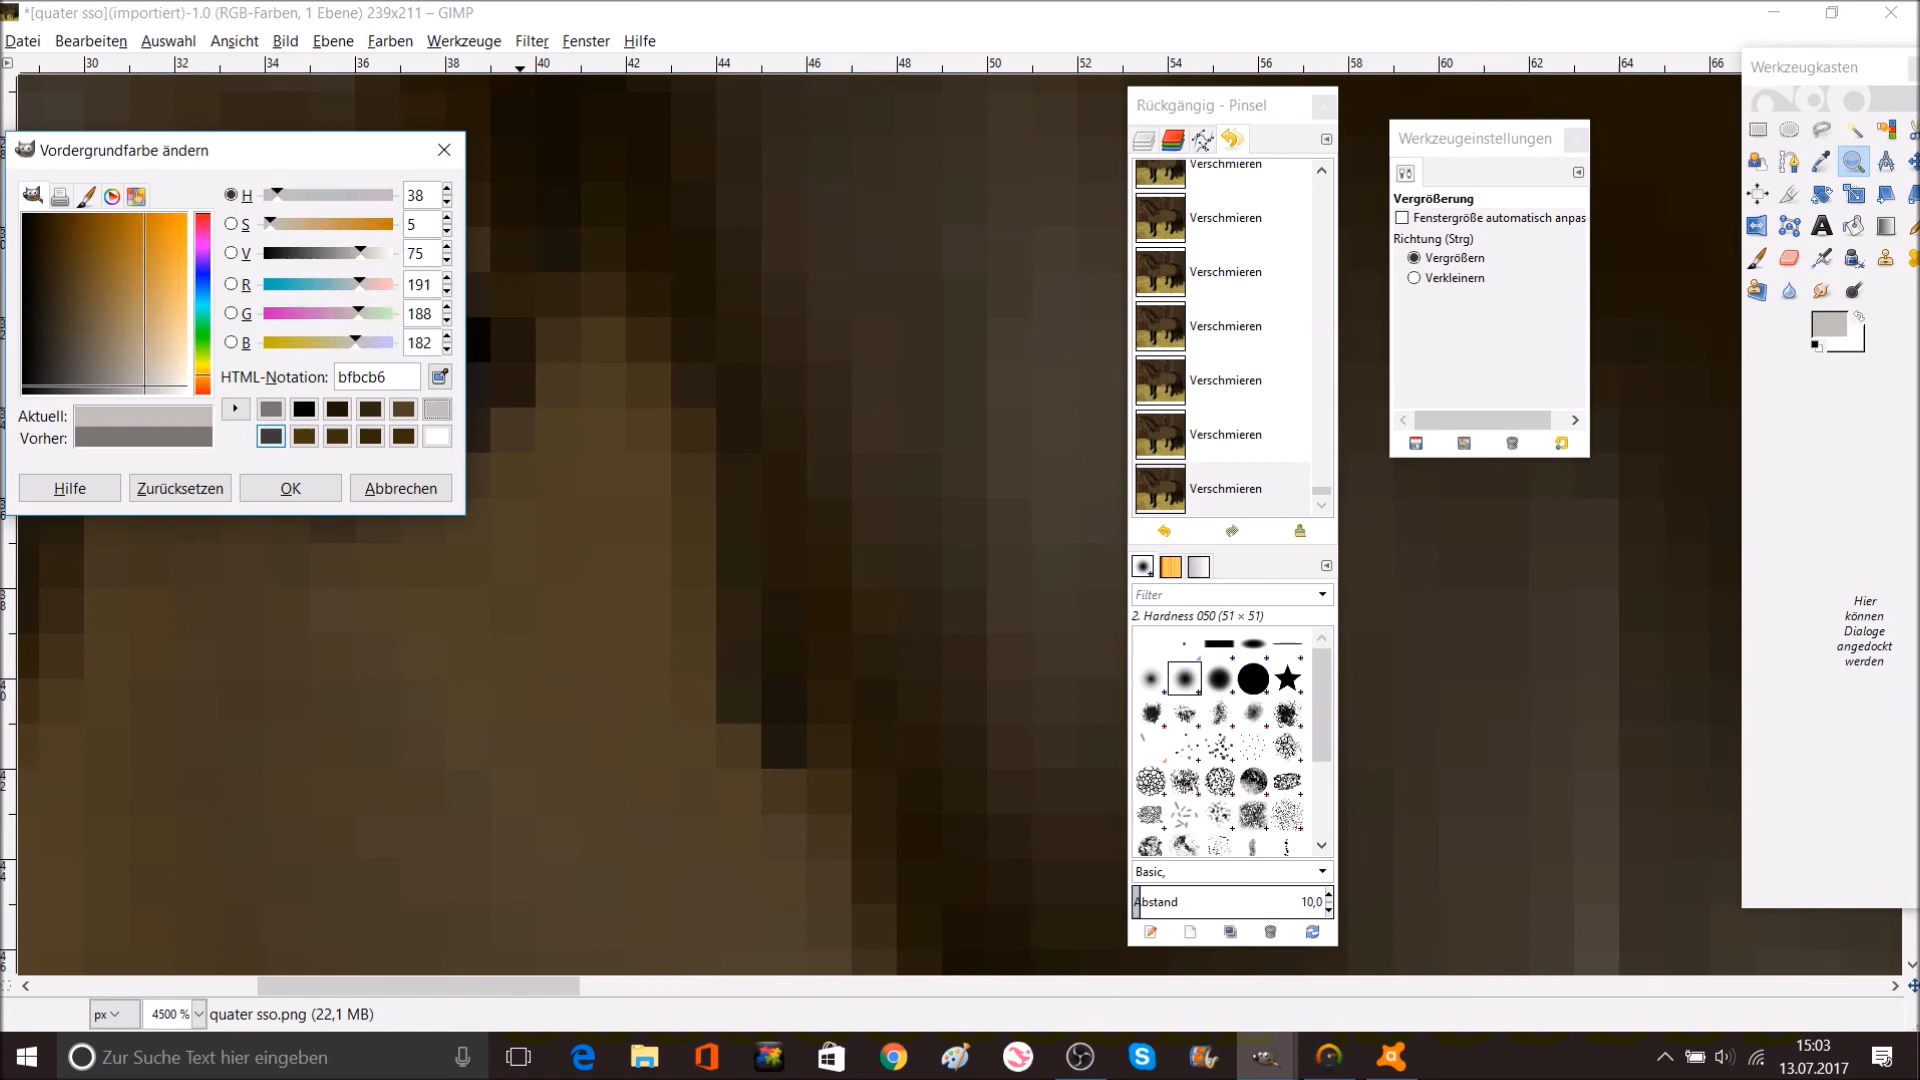 *[quater sso](importiert)-1.0 (RGB-Farben, 1 Ebene) 239x211 – GIMP
Datei Bearbeiten Auswahl Ansicht Bild Ebene Farben Werkzeuge Filter Fenster Hilfe
30 32 34 36 38 40 42 44 46 48 50 52 54 56 58 60 62 64 66
Vordergrundfarbe ändern
H 38
S 5
V 75
R 191
G 188
B 182
HTML-Notation: bfbcb6
Aktuell:
Vorher:
Hilfe Zurücksetzen OK Abbrechen
Rückgängig - Pinsel
Verschmieren
Verschmieren
Verschmieren
Verschmieren
Verschmieren
Verschmieren
Verschmieren
Filter
2. Hardness 050 (51 × 51)
Basic,
Abstand 10,0
Werkzeugeinstellungen
Vergrößerung
Fenstergröße automatisch anpas
Richtung (Strg)
Vergrößern
Verkleinern
Werkzeugkasten
Hier
können
Dialoge
angedockt
werden
px 4500 % quater sso.png (22,1 MB)
Zur Suche Text hier eingeben
15:03
13.07.2017